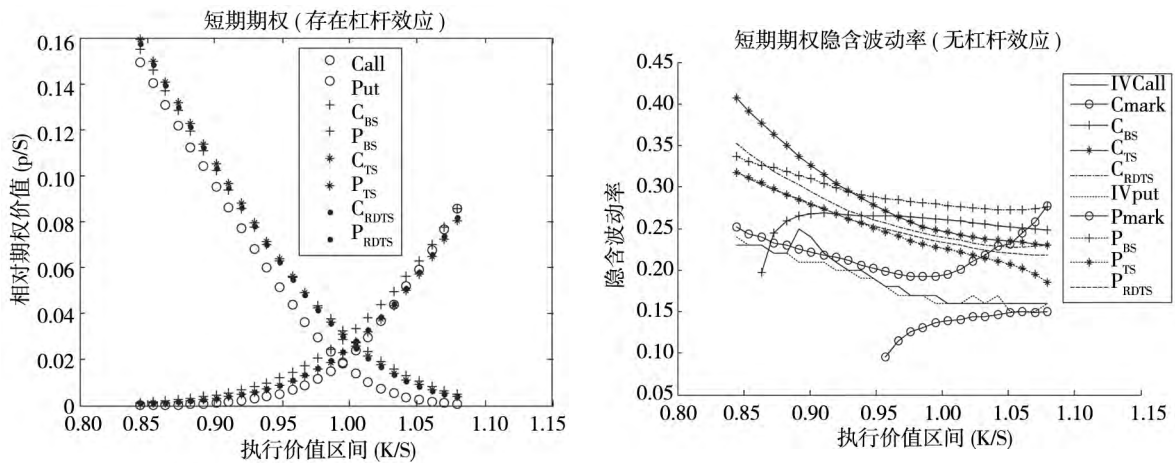 短期期权 (存在杠杆效应)
0.16
0.14
0.12
0.10
0.08
0.06
0.04
0.02
0
相对期权价值 (p/S)
Call
Put
C_BS
P_BS
C_TS
P_TS
C_RDTS
P_RDTS
0.80 0.85 0.90 0.95 1.00 1.05 1.10 1.15
执行价值区间 (K/S)
短期期权隐含波动率 (无杠杆效应)
0.45
0.40
0.35
0.30
0.25
0.20
0.15
0.10
0.05
隐含波动率
IVCall
Cmark
C_BS
C_TS
C_RDTS
IVput
Pmark
P_BS
P_TS
P_RDTS
0.80 0.85 0.90 0.95 1.00 1.05 1.10 1.15
执行价值区间 (K/S)